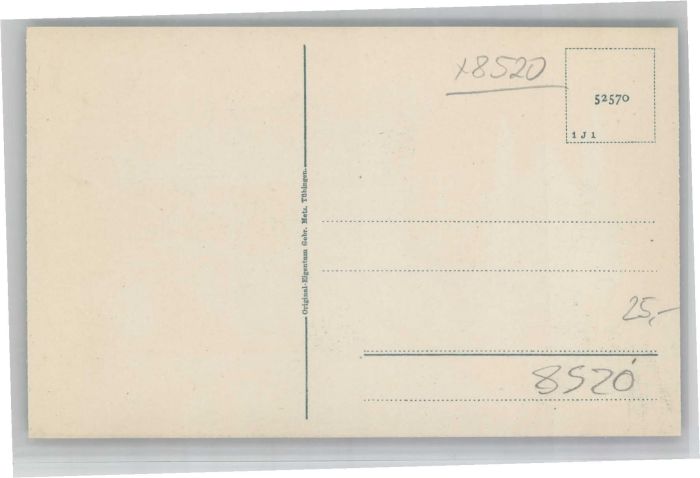 x8520
52570
1 J 1
Original-Eigentum Gebr. Metz, Tübingen.
25,-
8520